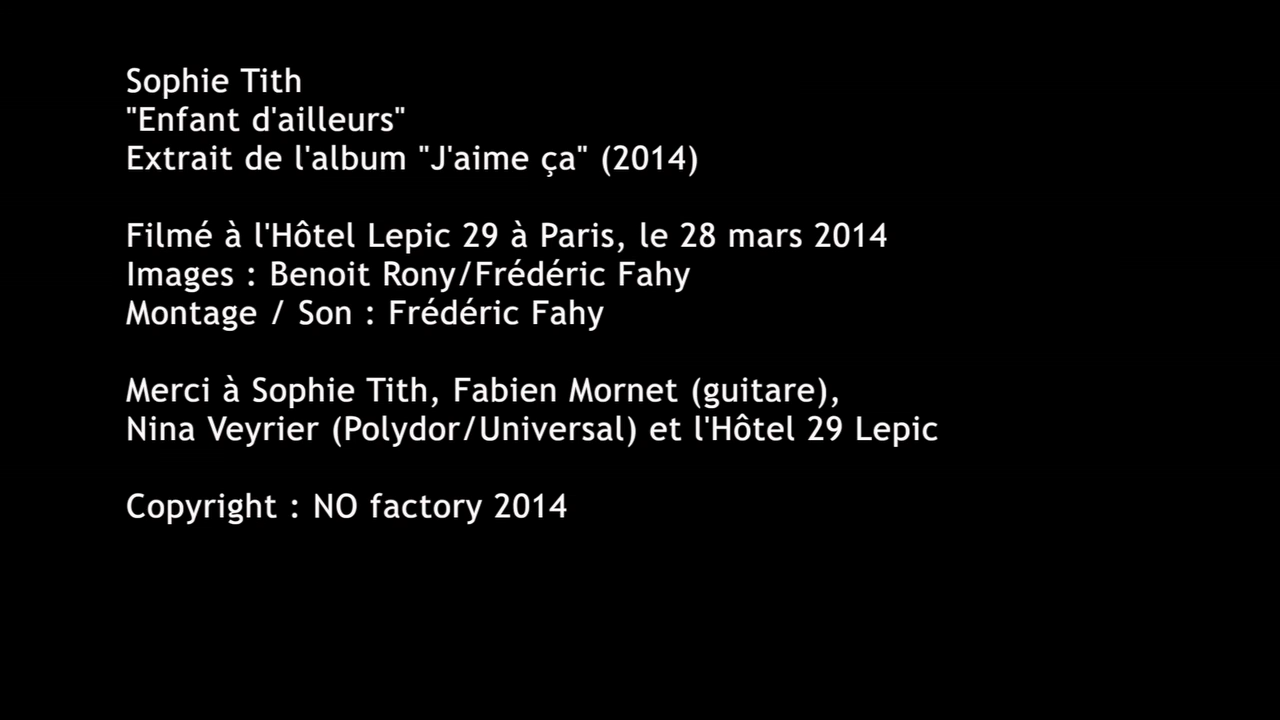 Sophie Tith
"Enfant d'ailleurs"
Extrait de l'album "J'aime ça" (2014)
Filmé à l'Hôtel Lepic 29 à Paris, le 28 mars 2014
Images : Benoit Rony/Frédéric Fahy
Montage / Son : Frédéric Fahy
Merci à Sophie Tith, Fabien Mornet (guitare),
Nina Veyrier (Polydor/Universal) et l'Hôtel 29 Lepic
Copyright : NO factory 2014